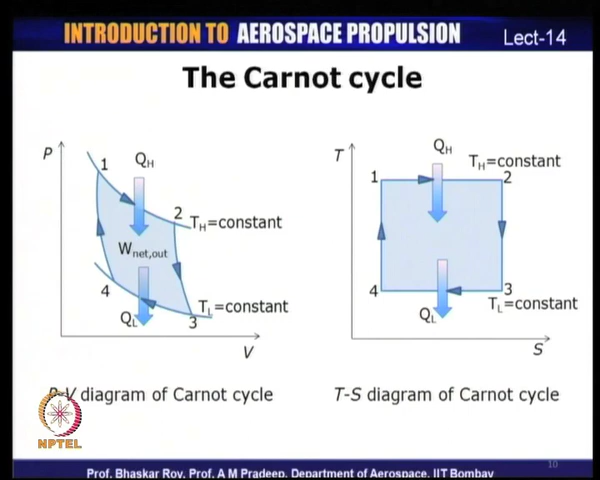 INTRODUCTION TO AEROSPACE PROPULSION
Lect-14
The Carnot cycle
P
1
QH
2
TH=constant
Wnet,out
4
QL
TL=constant
3
V
T
QH
TH=constant
1
2
4
3
QL
TL=constant
S
P-V diagram of Carnot cycle
T-S diagram of Carnot cycle
NPTEL
10
Prof. Bhaskar Roy, Prof. A M Pradeep, Department of Aerospace, IIT Bombay